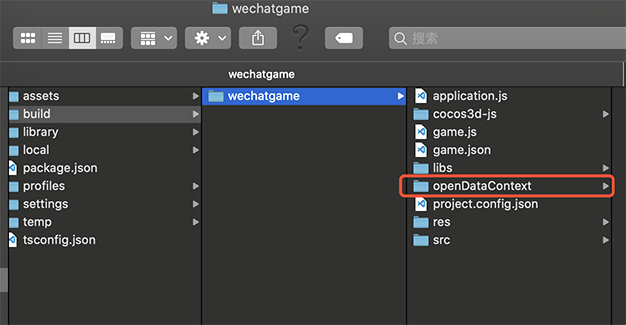 wechatgame
搜索
wechatgame
assets
build
library
local
package.json
profiles
settings
temp
tsconfig.json
wechatgame
application.js
cocos3d-js
game.js
game.json
libs
openDataContext
project.config.json
res
src